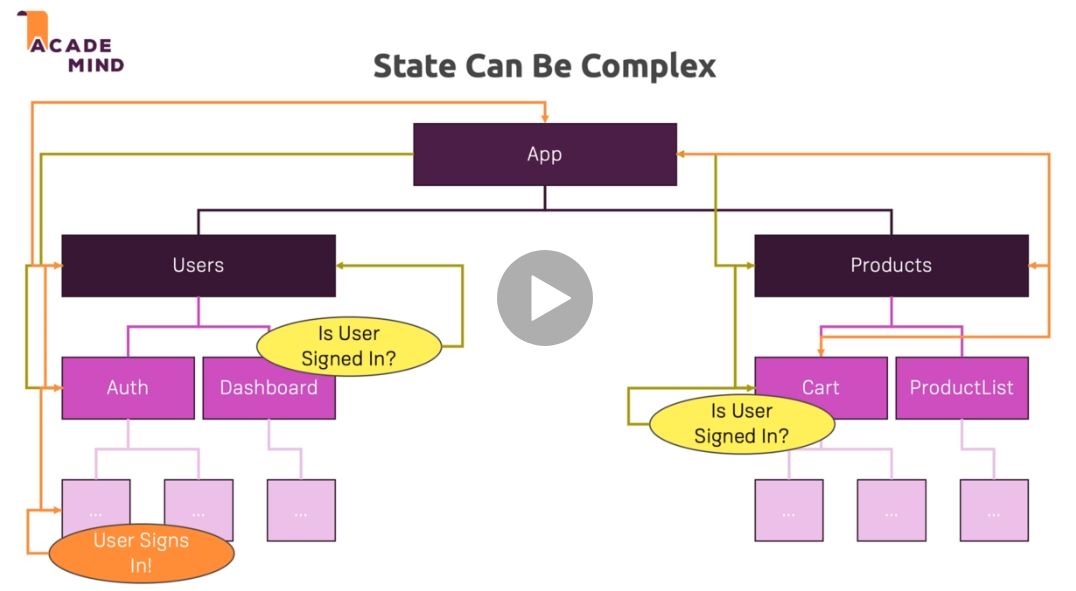 ACADE
MIND
State Can Be Complex
App
Users
Products
Is User
Signed In?
Auth
Dashboard
Cart
ProductList
Is User
Signed In?
...
...
...
...
...
...
User Signs
In!